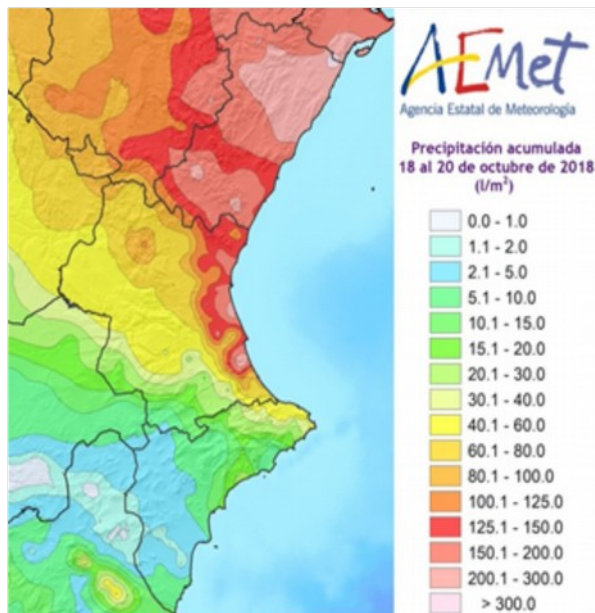 AEMet
Agencia Estatal de Meteorología
Precipitación acumulada
18 al 20 de octubre de 2018
(l/m²)
0.0 - 1.0
1.1 - 2.0
2.1 - 5.0
5.1 - 10.0
10.1 - 15.0
15.1 - 20.0
20.1 - 30.0
30.1 - 40.0
40.1 - 60.0
60.1 - 80.0
80.1 - 100.0
100.1 - 125.0
125.1 - 150.0
150.1 - 200.0
200.1 - 300.0
> 300.0